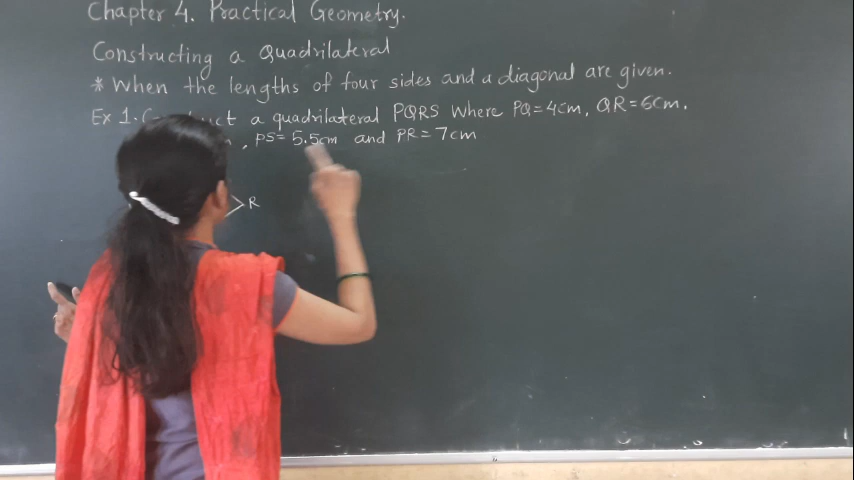 Chapter 4. Practical Geometry.
Constructing a Quadrilateral
* When the lengths of four sides and a diagonal are given.
Ex 1. Construct a quadrilateral PQRS Where PQ=4cm, QR=6cm,
, PS= 5.5cm and PR=7cm
R